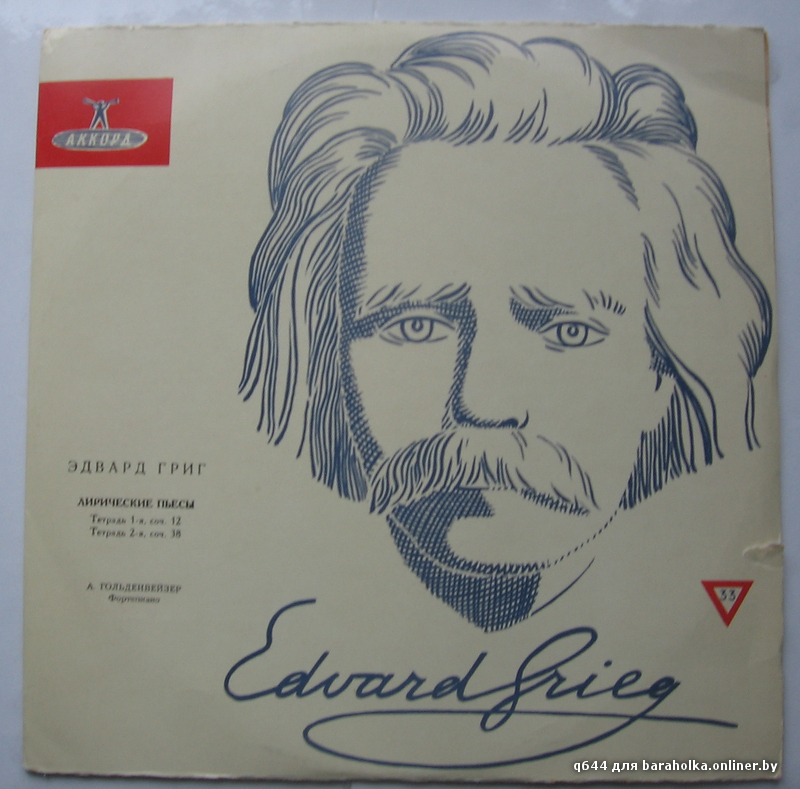 АККОРД
ЭДВАРД ГРИГ
ЛИРИЧЕСКИЕ ПЬЕСЫ
Тетрадь 1-я, соч. 12
Тетрадь 2-я, соч. 38
А. ГОЛЬДЕНВЕЙЗЕР
Фортепиано
33
Edvard Grieg
q644 для baraholka.onliner.by